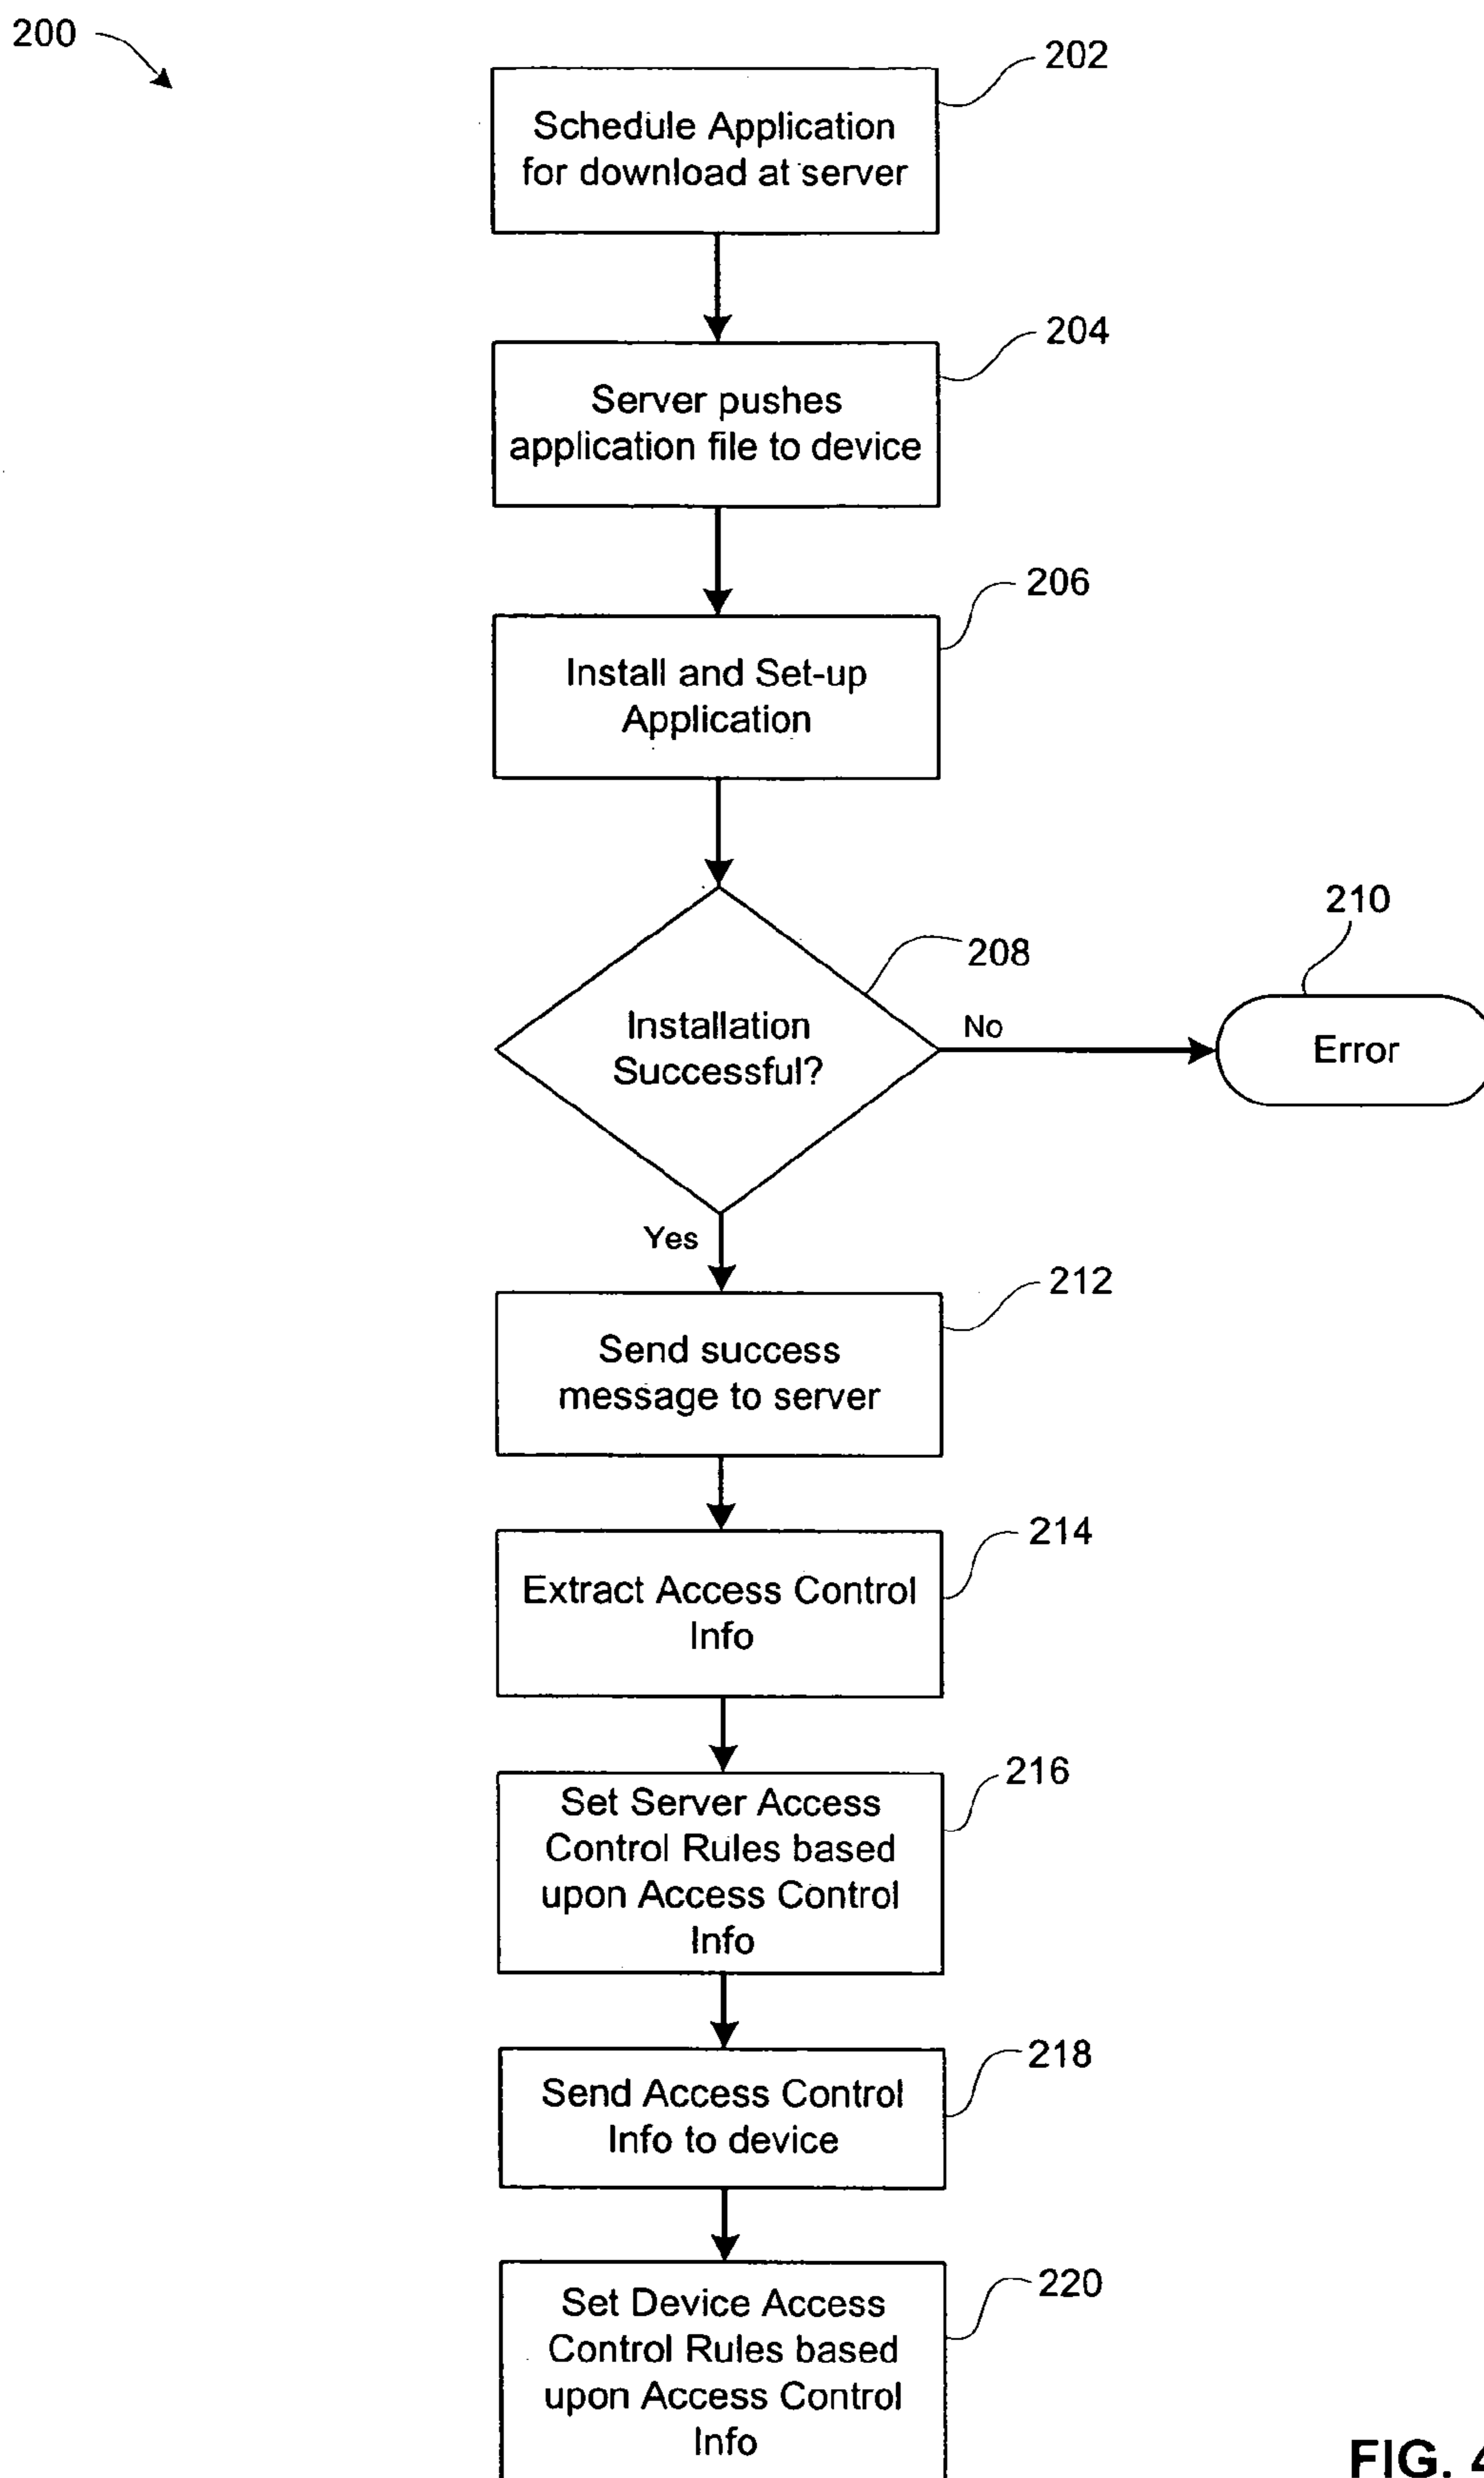 200
202
Schedule Application
for download at server
204
Server pushes
application file to device
206
Install and Set-up
Application
208
Installation
Successful?
No
210
Error
Yes
212
Send success
message to server
214
Extract Access Control
Info
216
Set Server Access
Control Rules based
upon Access Control
Info
218
Send Access Control
Info to device
220
Set Device Access
Control Rules based
upon Access Control
Info
FIG. 4